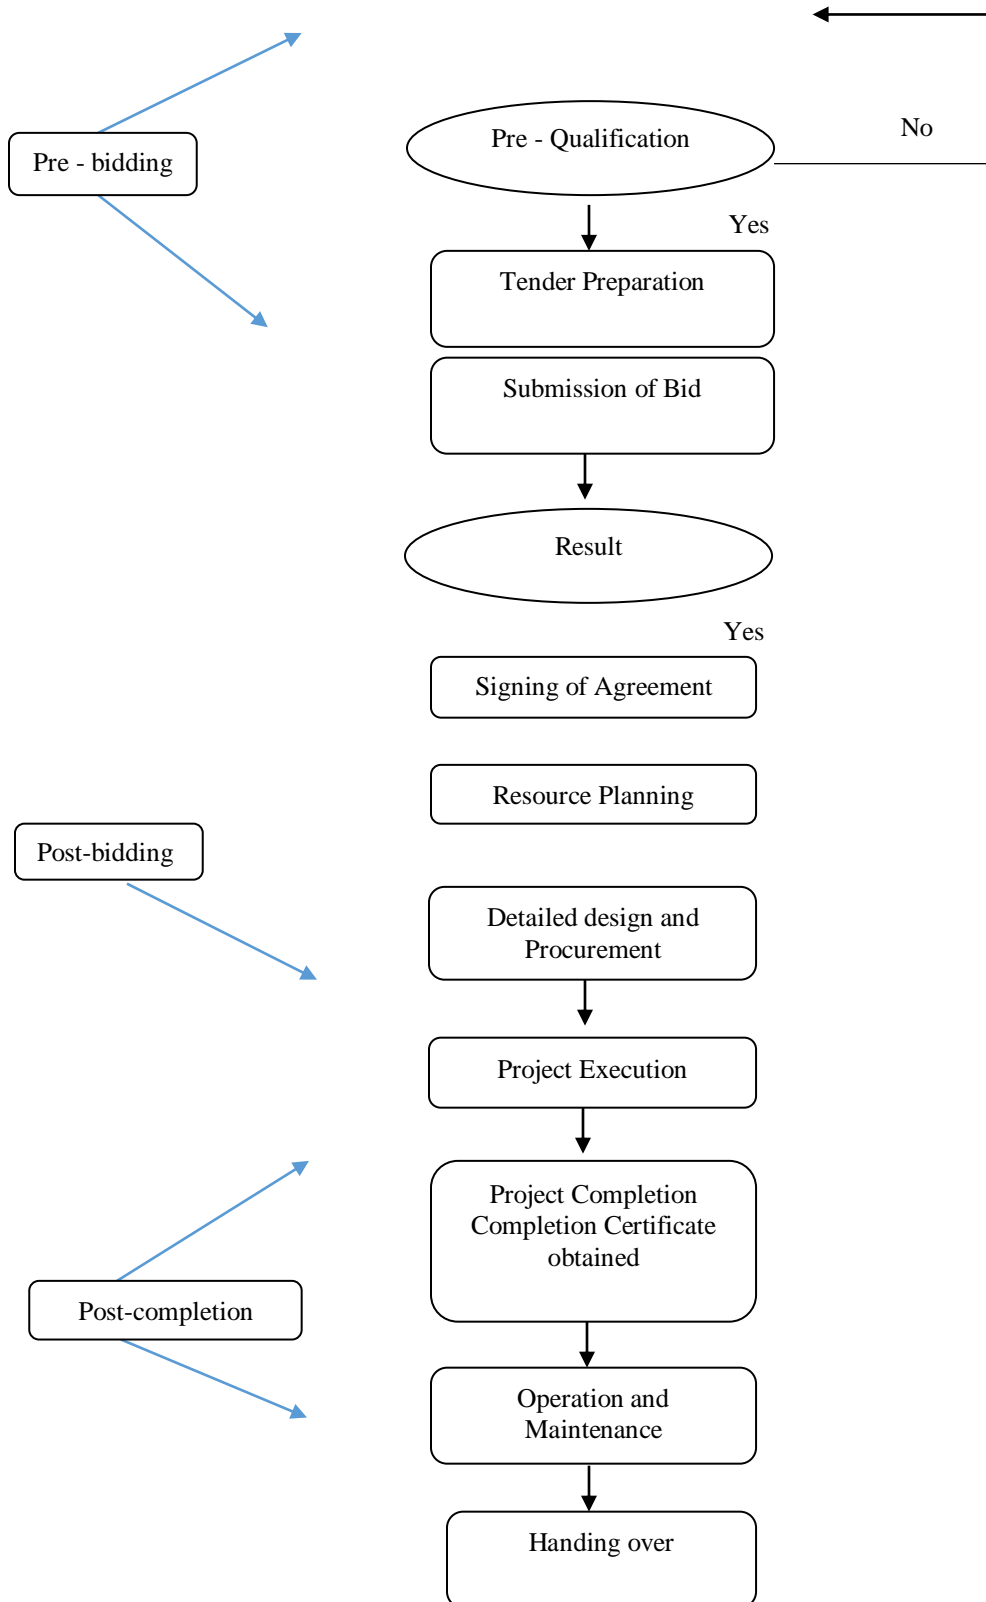 Pre - Qualification
No
Pre - bidding
Yes
Tender Preparation
Submission of Bid
Result
Yes
Signing of Agreement
Resource Planning
Post-bidding
Detailed design and
Procurement
Project Execution
Project Completion
Completion Certificate
obtained
Post-completion
Operation and
Maintenance
Handing over